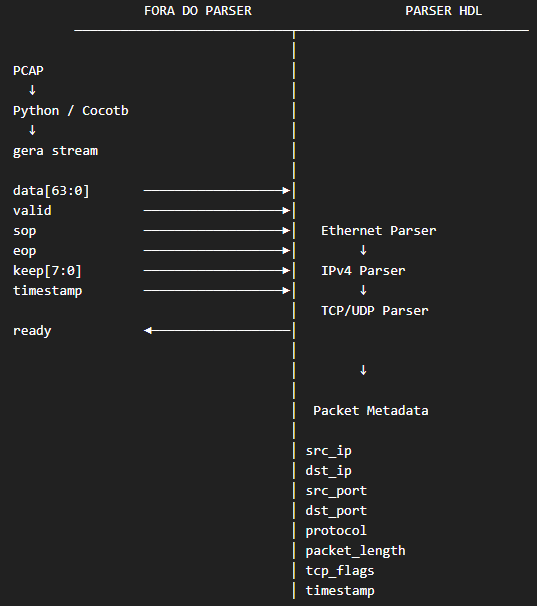 FORA DO PARSER PARSER HDL
PCAP
↓
Python / Cocotb
↓
gera stream
data[63:0]
valid
sop
eop
keep[7:0]
timestamp
ready
Ethernet Parser
↓
IPv4 Parser
↓
TCP/UDP Parser
↓
Packet Metadata
src_ip
dst_ip
src_port
dst_port
protocol
packet_length
tcp_flags
timestamp